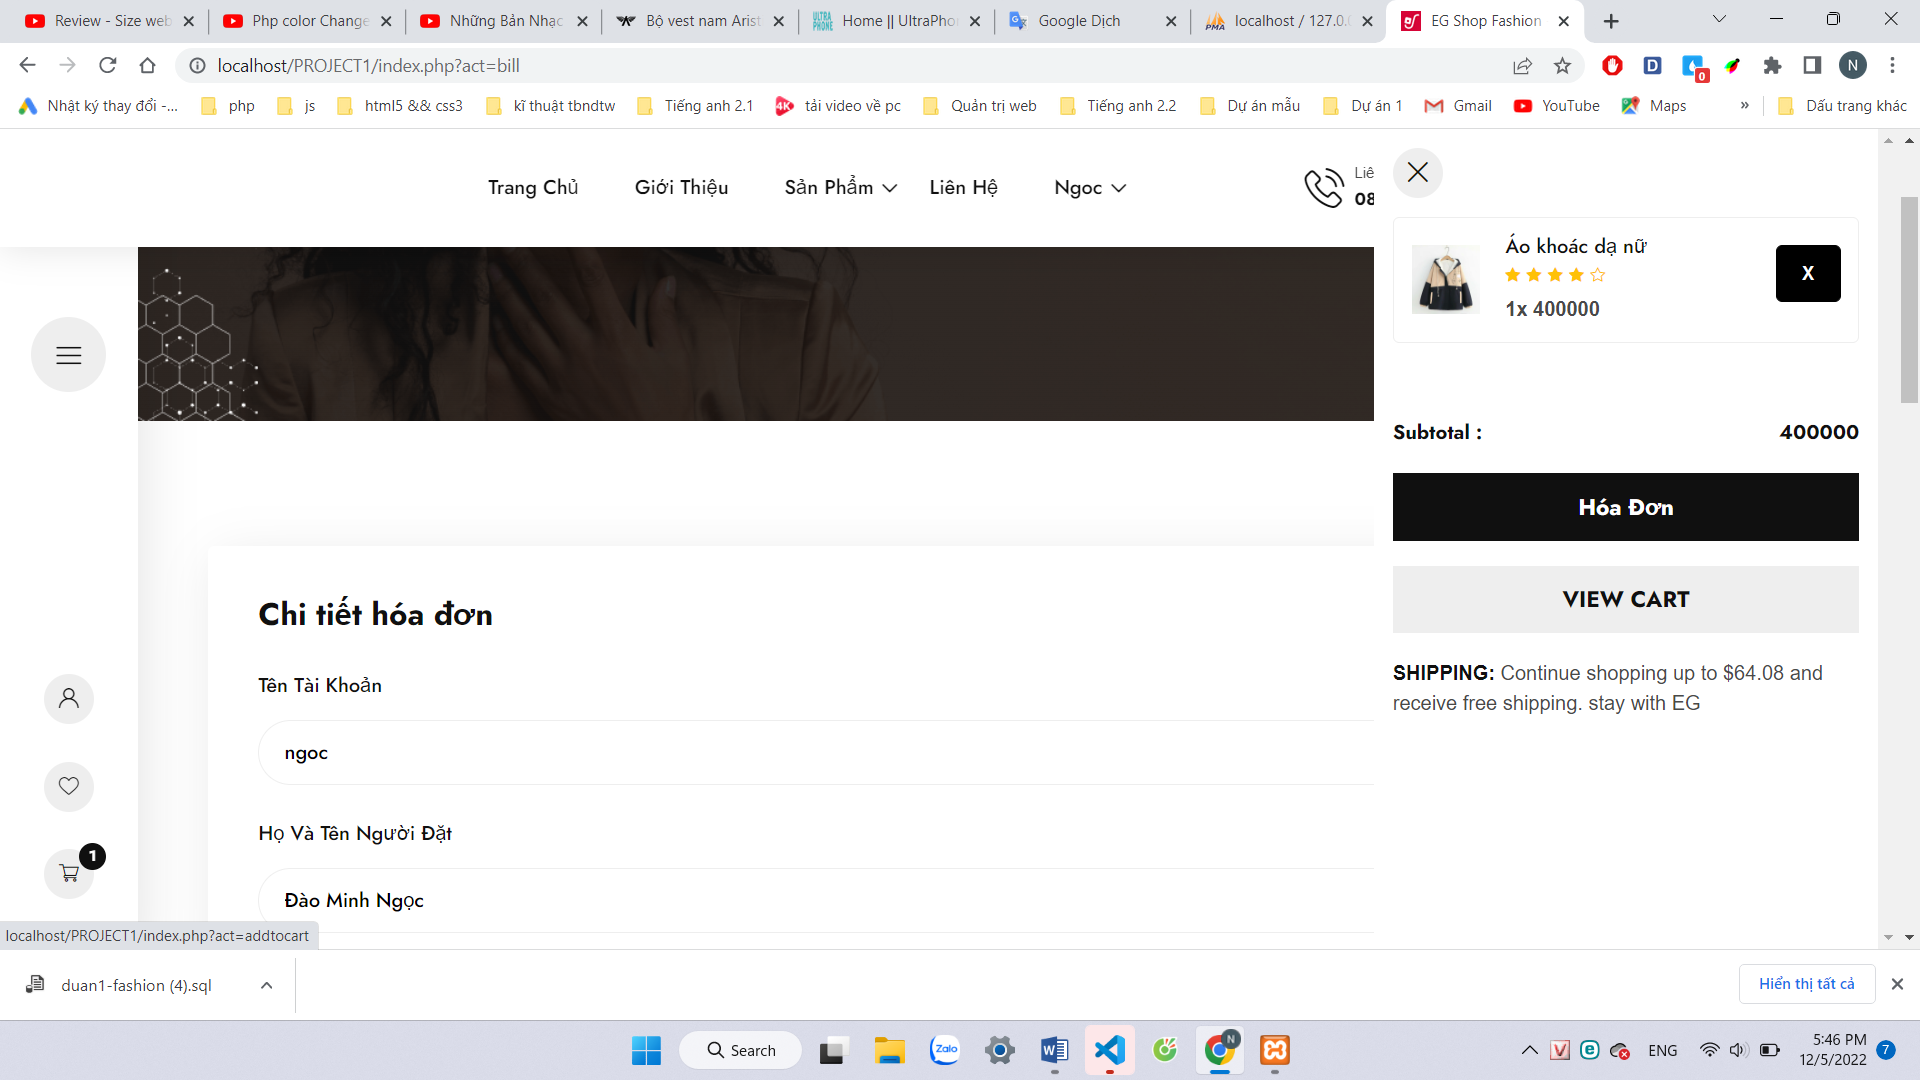 Review - Size web
Php color Change
Những Bản Nhạc
Bộ vest nam Arist
Home || UltraPho
Google Dịch
localhost / 127.0.0
EG Shop Fashion
localhost/PROJECT1/index.php?act=bill
Nhật ký thay đổi -...
php
js
html5 && css3
kĩ thuật tbndtw
Tiếng anh 2.1
tải video về pc
Quản trị web
Tiếng anh 2.2
Dự án mẫu
Dự án 1
Gmail
YouTube
Maps
»
Dấu trang khác
Trang Chủ
Giới Thiệu
Sản Phẩm
Liên Hệ
Ngoc
Liê
08
Áo khoác dạ nữ
1x 400000
X
Subtotal :
400000
Hóa Đơn
VIEW CART
SHIPPING: Continue shopping up to $64.08 and
receive free shipping. stay with EG
Chi tiết hóa đơn
Tên Tài Khoản
ngoc
Họ Và Tên Người Đặt
Đào Minh Ngọc
1
localhost/PROJECT1/index.php?act=addtocart
duan1-fashion (4).sql
Hiển thị tất cả
Search
Zalo
ENG
5:46 PM
12/5/2022
7